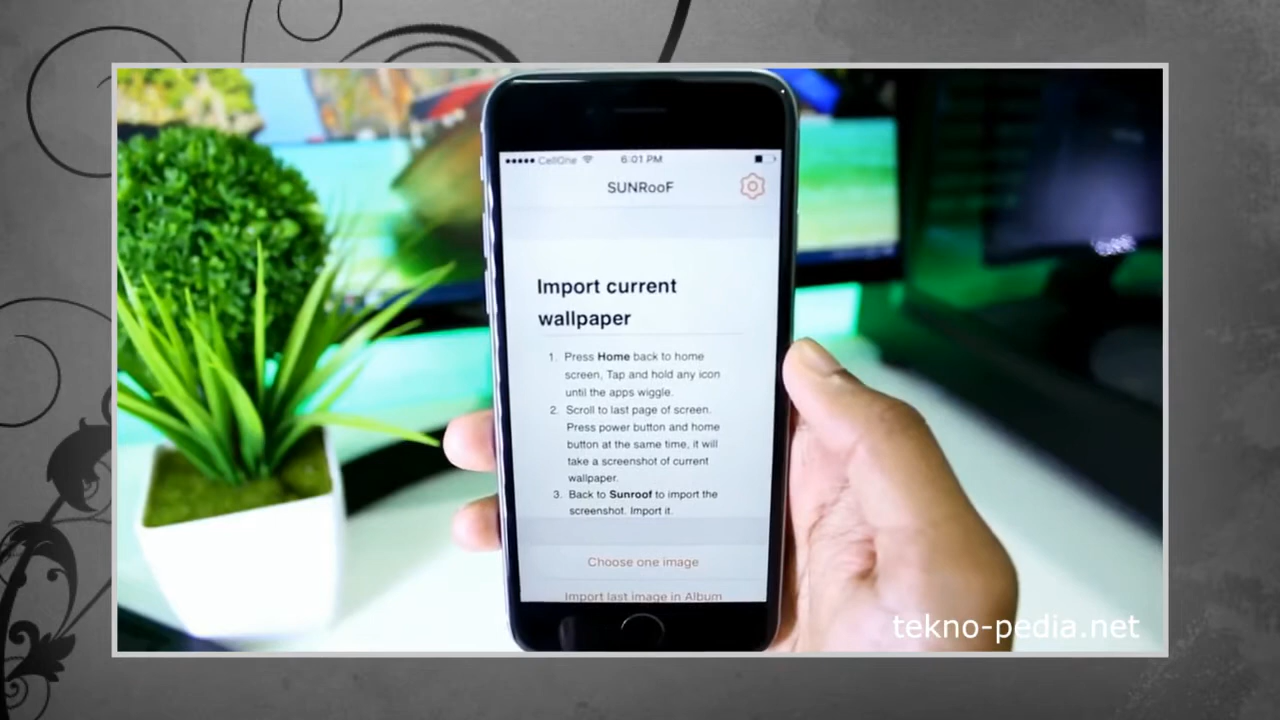 CellOne 6:01 PM
SUNRooF
Import current
wallpaper
1. Press Home back to home
screen, Tap and hold any icon
until the apps wiggle.
2. Scroll to last page of screen.
Press power button and home
button at the same time, it will
take a screenshot of current
wallpaper.
3. Back to Sunroof to import the
screenshot. Import it.
Choose one image
Import last image in Album
tekno-pedia.net